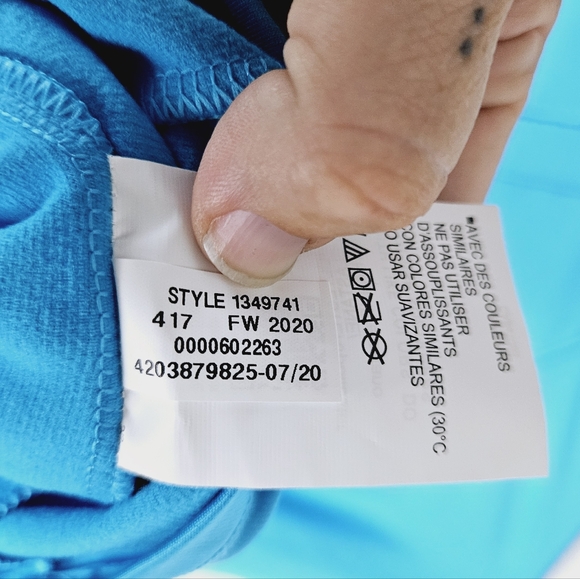 STYLE 1349741
417 FW 2020
0000602263
4203879825-07/20
AVEC DES COULEURS
SIMILAIRES
NE PAS UTILISER
D'ASSOUPLISSANTS
CON COLORES SIMILARES (30°C
USAR SUAVIZANTES